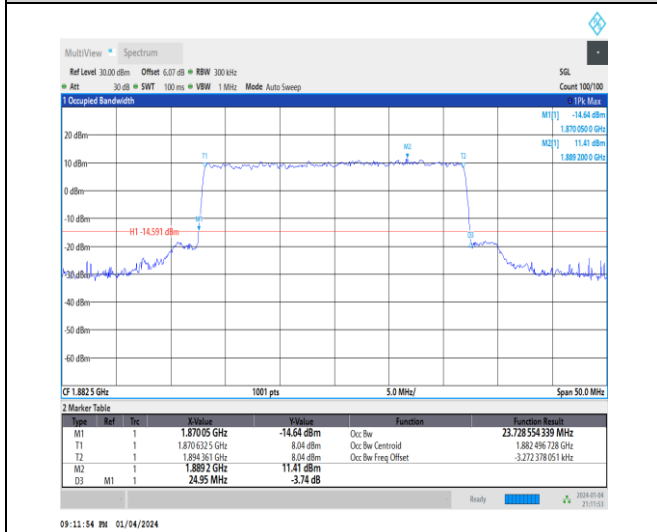 MultiView Spectrum
Ref Level 30.00 dBm Offset 6.07 dB RBW 300 kHz SGL
Att 30 dB SWT 100 ms VBW 1 MHz Mode Auto Sweep Count 100/100
1 Occupied Bandwidth 1Pk Max
M1[1] -14.64 dBm
1.870 050 0 GHz
M2[1] 11.41 dBm
1.889 200 0 GHz
20 dBm
M2
T1 T2
10 dBm
0 dBm
-10 dBm
M1
H1 -14.591 dBm
D3
-20 dBm
-30 dBm
-40 dBm
-50 dBm
-60 dBm
CF 1.882 5 GHz 1001 pts 5.0 MHz/ Span 50.0 MHz
2 Marker Table
Type Ref Trc X-Value Y-Value Function Function Result
M1 1 1.870 05 GHz -14.64 dBm Occ Bw 23.728 554 339 MHz
T1 1 1.870 632 5 GHz 8.04 dBm Occ Bw Centroid 1.882 496 728 GHz
T2 1 1.894 361 GHz 8.04 dBm Occ Bw Freq Offset -3.272 378 051 kHz
M2 1 1.889 2 GHz 11.41 dBm
D3 M1 1 24.95 MHz -3.74 dB
Ready 2024-01-04
21:11:53
09:11:54 PM 01/04/2024